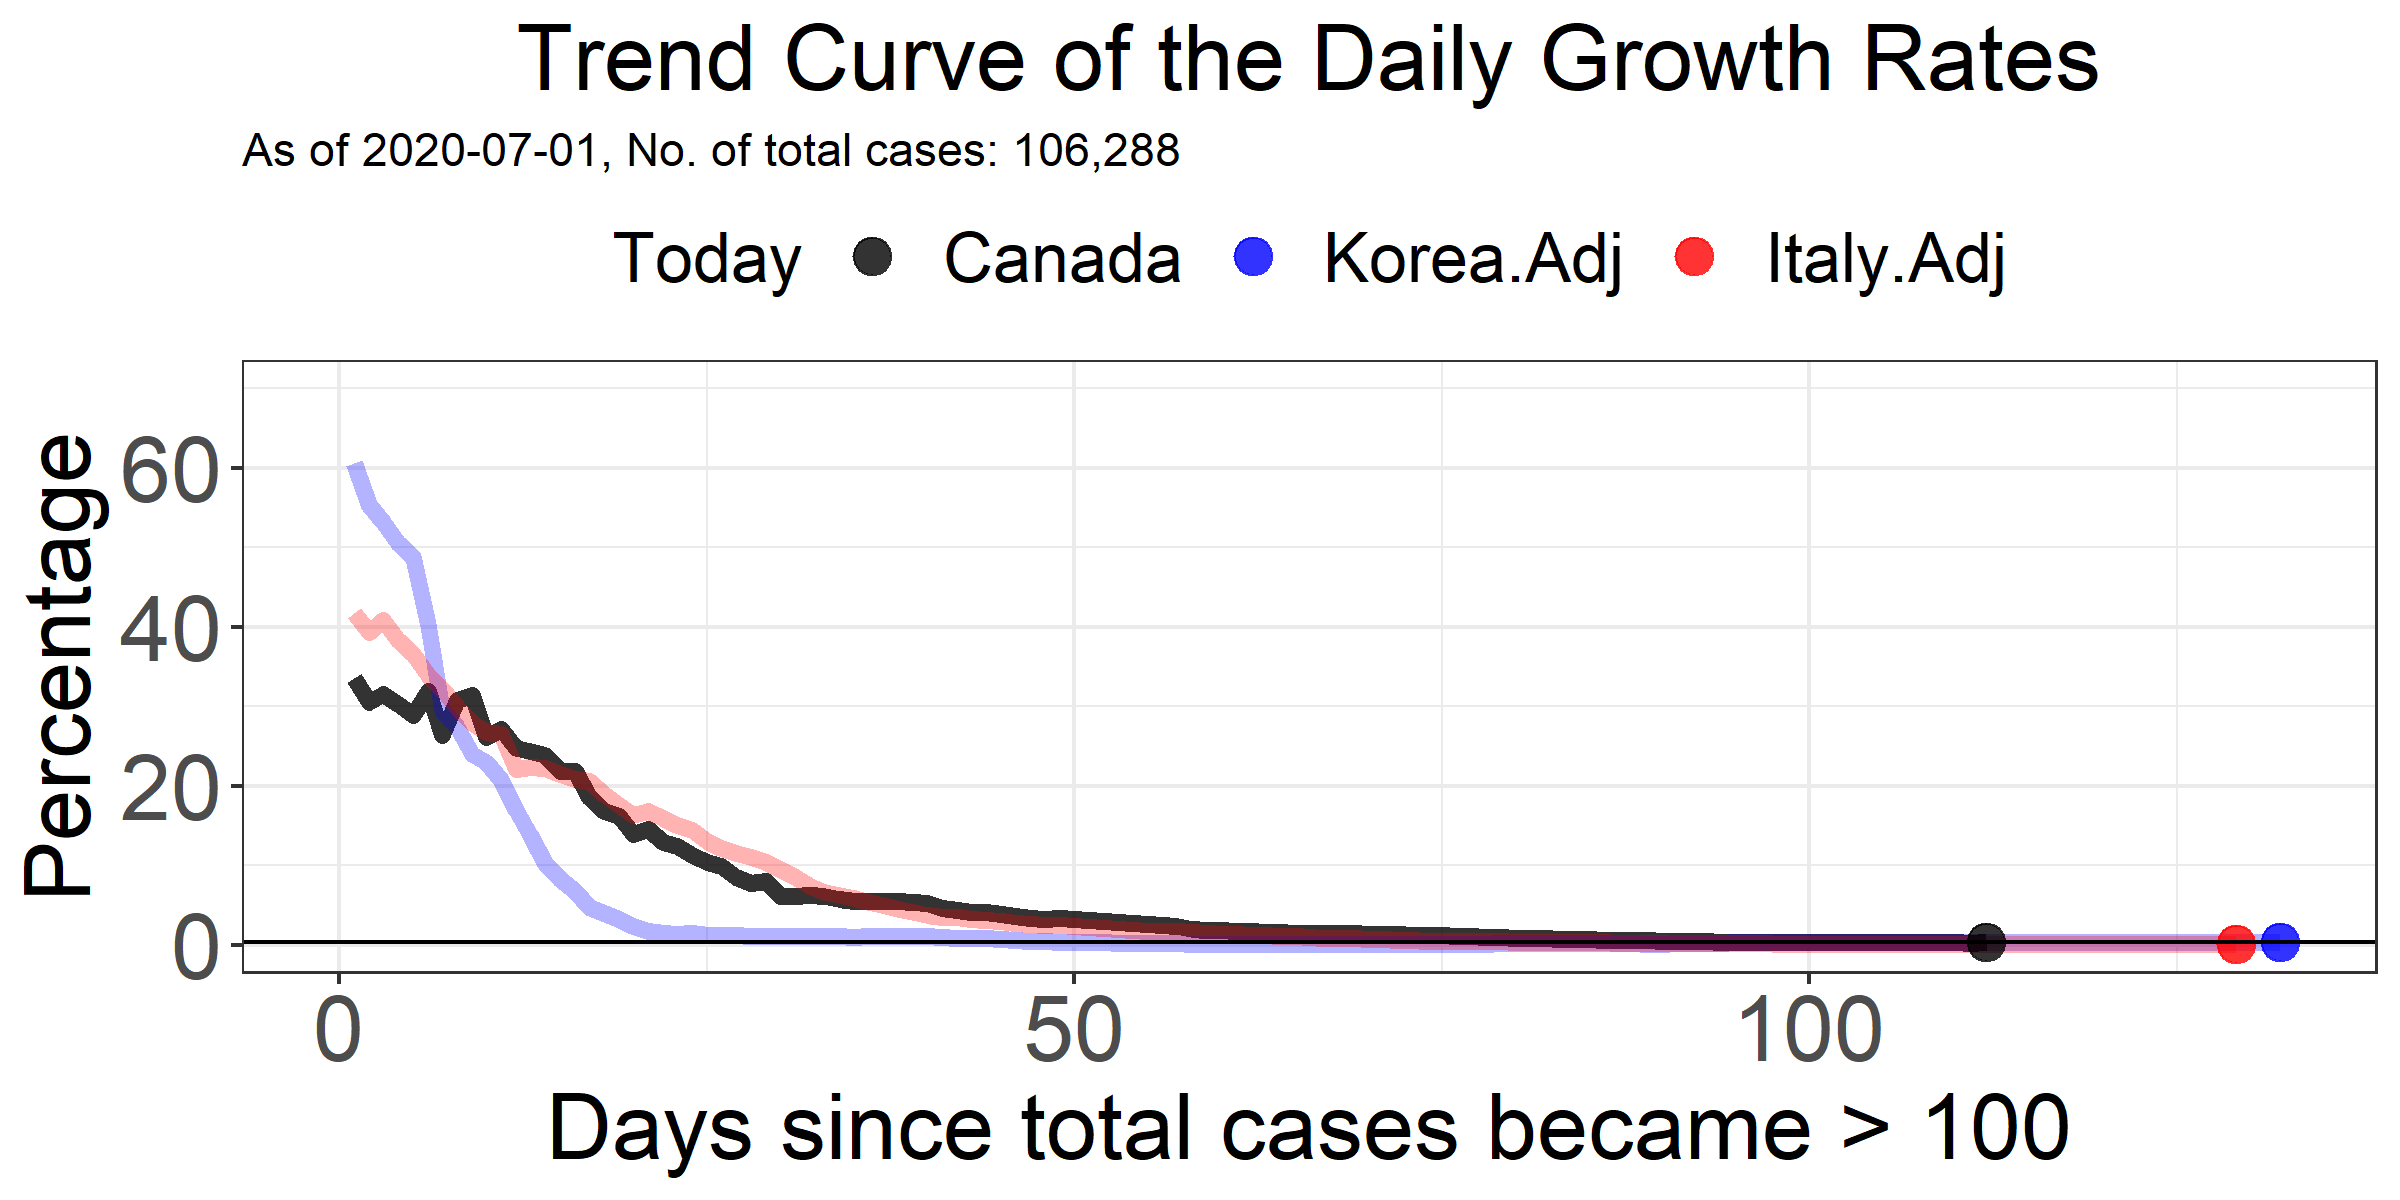 Trend Curve of the Daily Growth Rates
As of 2020-07-01, No. of total cases: 106,288
Today Canada Korea.Adj Italy.Adj
Percentage
60
40
20
0
0 50 100
Days since total cases became > 100